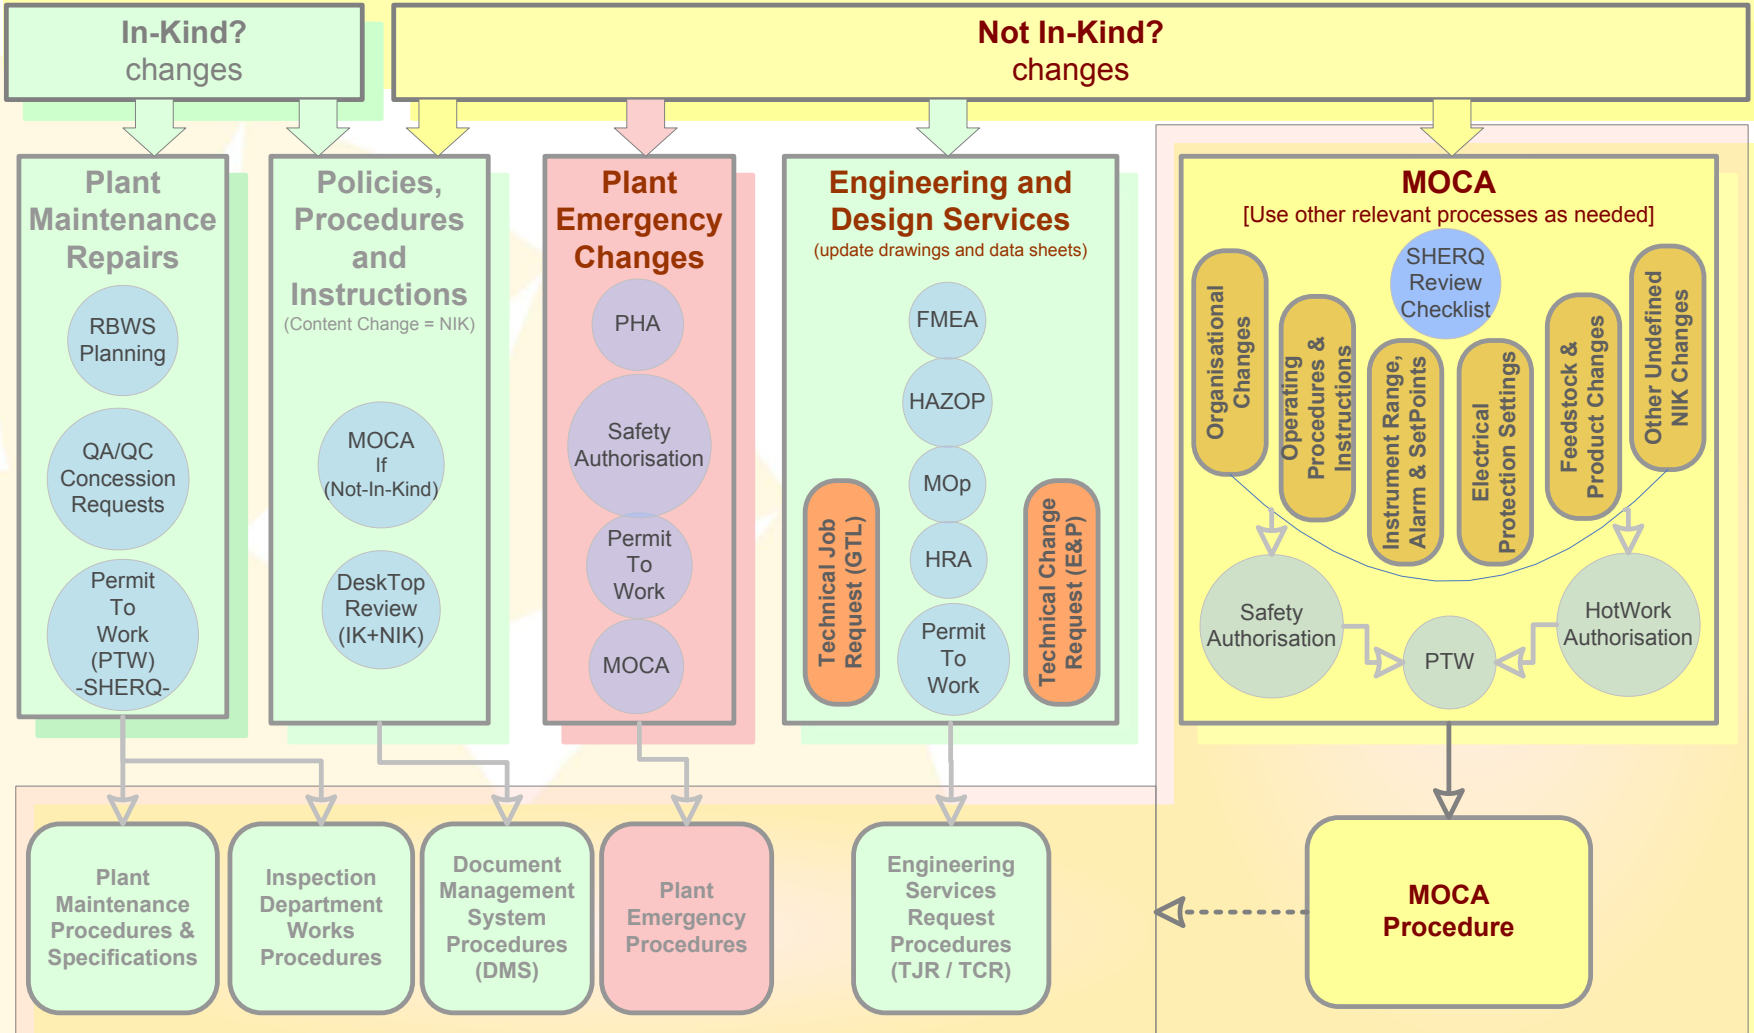 In-Kind?
changes
Not In-Kind?
changes
Plant
Maintenance
Repairs
RBWS
Planning
QA/QC
Concession
Requests
Permit
To
Work
(PTW)
-SHERQ-
Policies,
Procedures
and
Instructions
(Content Change = NIK)
MOCA
If
(Not-In-Kind)
DeskTop
Review
(IK+NIK)
Plant
Emergency
Changes
PHA
Safety
Authorisation
Permit
To
Work
MOCA
Engineering and
Design Services
(update drawings and data sheets)
FMEA
HAZOP
MOp
HRA
Permit
To
Work
Technical Job
Request (GTL)
Technical Change
Request (E&P)
MOCA
[Use other relevant processes as needed]
SHERQ
Review
Checklist
Organisational
Changes
Operating
Procedures &
Instructions
Instrument Range,
Alarm & SetPoints
Electrical
Protection Settings
Feedstock &
Product Changes
Other Undefined
NIK Changes
Safety
Authorisation
PTW
HotWork
Authorisation
Plant
Maintenance
Procedures &
Specifications
Inspection
Department
Works
Procedures
Document
Management
System
Procedures
(DMS)
Plant
Emergency
Procedures
Engineering
Services
Request
Procedures
(TJR / TCR)
MOCA
Procedure